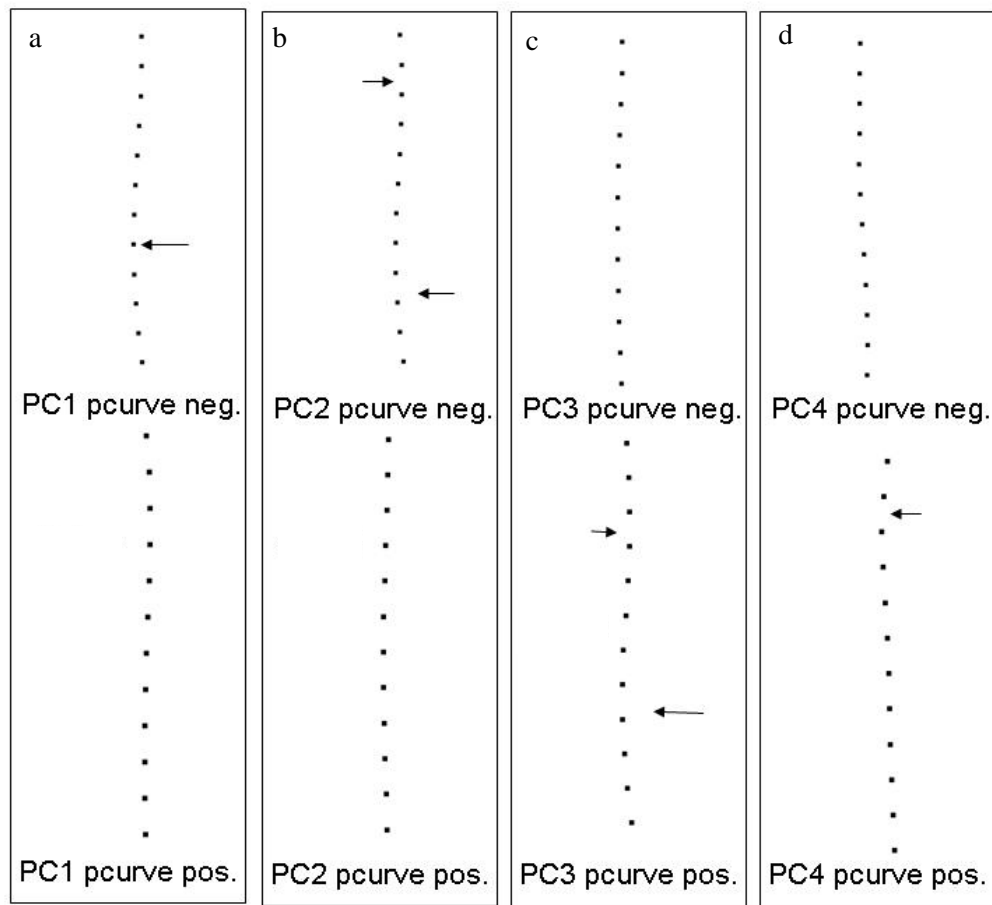 a
PC1 pcurve neg.
PC1 pcurve pos.
b
PC2 pcurve neg.
PC2 pcurve pos.
c
PC3 pcurve neg.
PC3 pcurve pos.
d
PC4 pcurve neg.
PC4 pcurve pos.